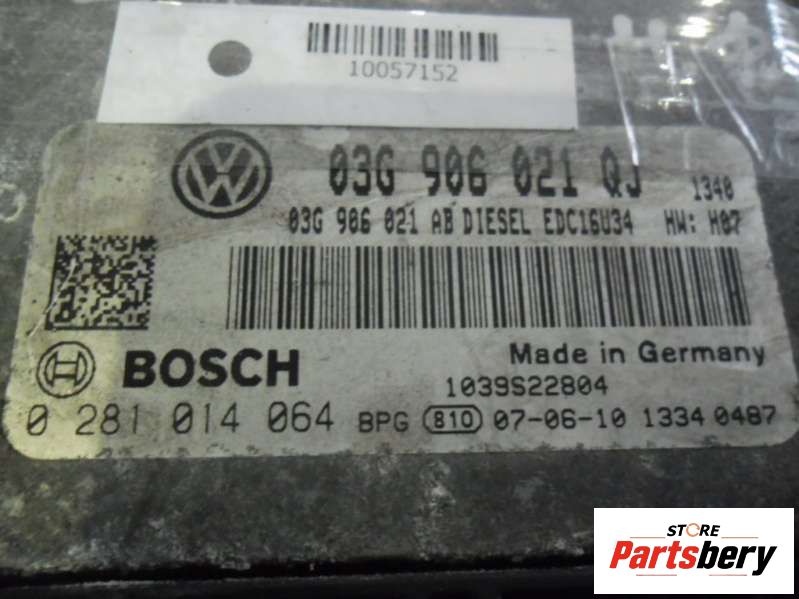 10057152
03G 906 021 QJ 1340
03G 906 021 AB DIESEL EDC16U34 HW: H07
BOSCH
Made in Germany
1039S22804
0 281 014 064 BPG 810 07-06-10 1334 0487
STORE
Partsbery